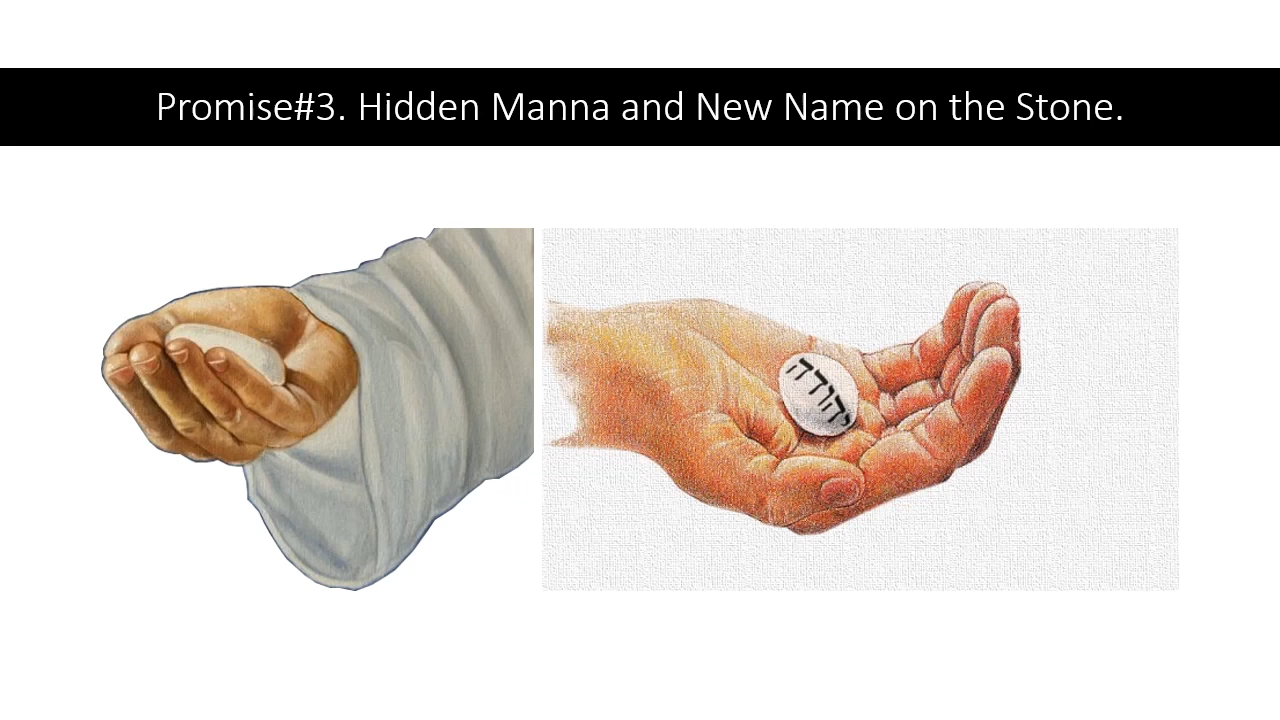 Promise#3. Hidden Manna and New Name on the Stone.
יהודה